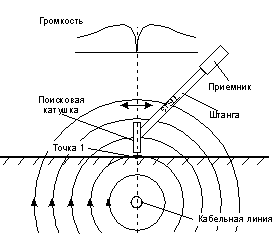 Громкость
Приемник
Поисковая
катушка
Штанга
Точка 1
Кабельная линия